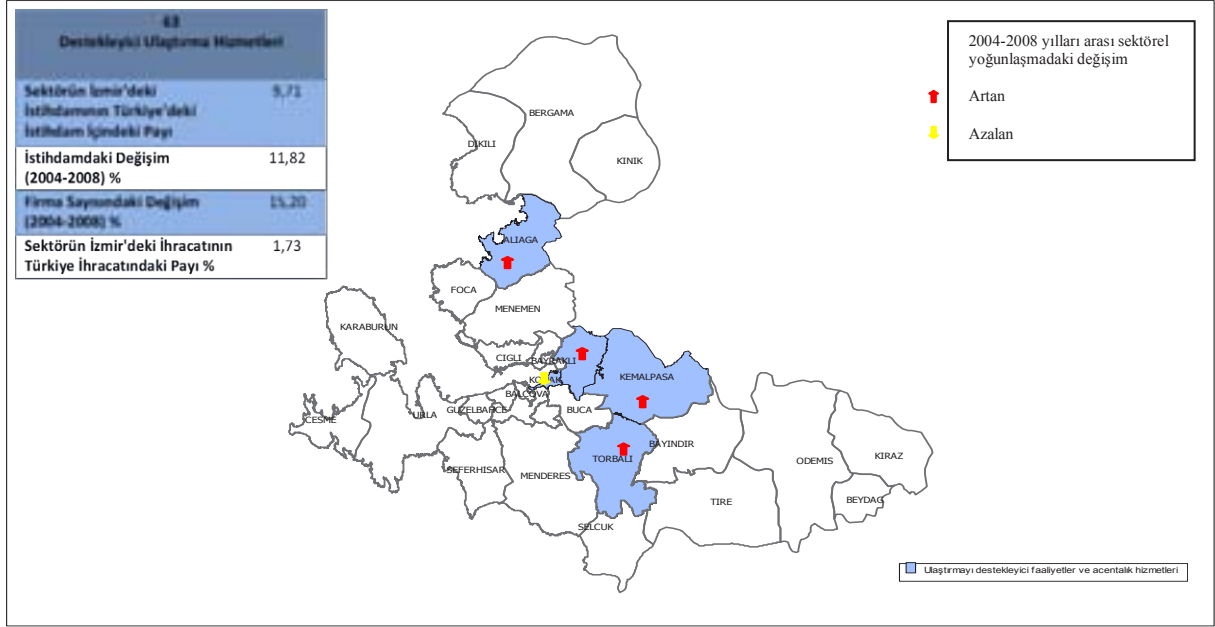 63
Destekleyici Ulaştırma Hizmetleri
Sektörün İzmir'deki 9,71
İstihdamının Türkiye'deki
İstihdam İçindeki Payı
İstihdamdaki Değişim 11,82
(2004-2008) %
Firma Sayısındaki Değişim 15,20
(2004-2008) %
Sektörün İzmir'deki İhracatının 1,73
Türkiye İhracatındaki Payı %
2004-2008 yılları arası sektörel
yoğunlaşmadaki değişim
Artan
Azalan
BERGAMA
DIKILI
KINIK
ALIAGA
FOCA
MENEMEN
KARABURUN
CIGLI
BAYRAKLI
KEMALPASA
KONAK
BALCOVA
CESME
URLA
GUZELBAHCE
BUCA
BAYINDIR
TORBALI
ODEMIS
KIRAZ
SEFERHISAR
MENDERES
TIRE
BEYDAG
SELCUK
Ulaştırmayı destekleyici faaliyetler ve acentalık hizmetleri